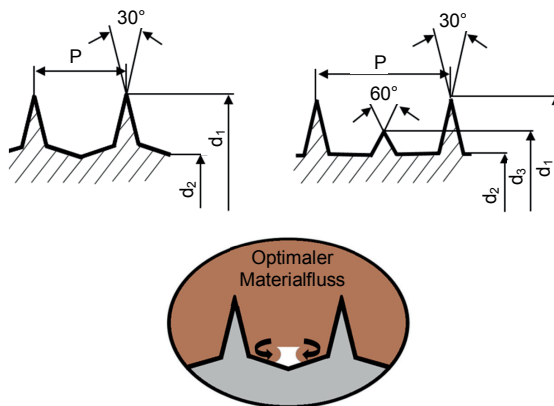 30°
P
d1
d2
30°
P
60°
d2
d3
d1
Optimaler
Materialfluss